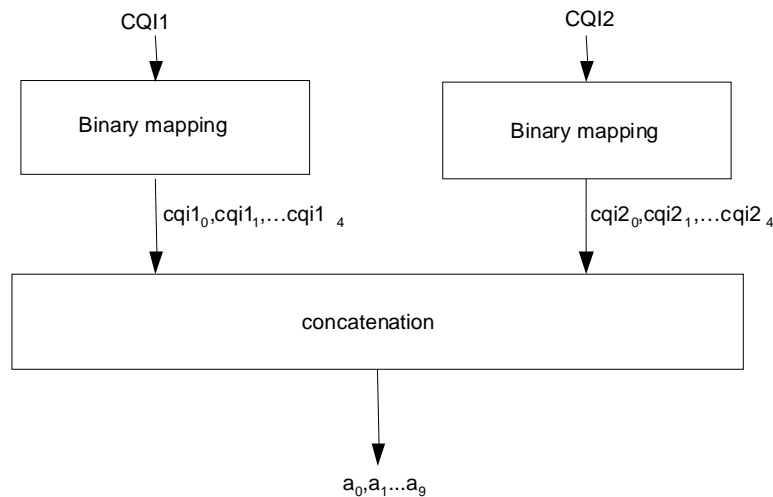 CQI1 CQI2
Binary mapping Binary mapping
cqi1₀,cqi1₁,…cqi1 ₄ cqi2₀,cqi2₁,…cqi2 ₄
concatenation
a₀,a₁...a₉